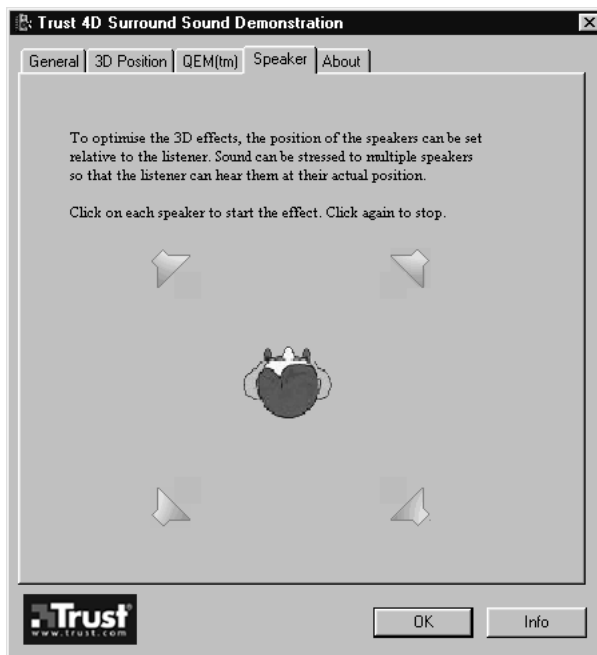 Trust 4D Surround Sound Demonstration
General 3D Position QEM(tm) Speaker About
To optimise the 3D effects, the position of the speakers can be set
relative to the listener. Sound can be stressed to multiple speakers
so that the listener can hear them at their actual position.
Click on each speaker to start the effect. Click again to stop.
Trust
www.trust.com
OK Info